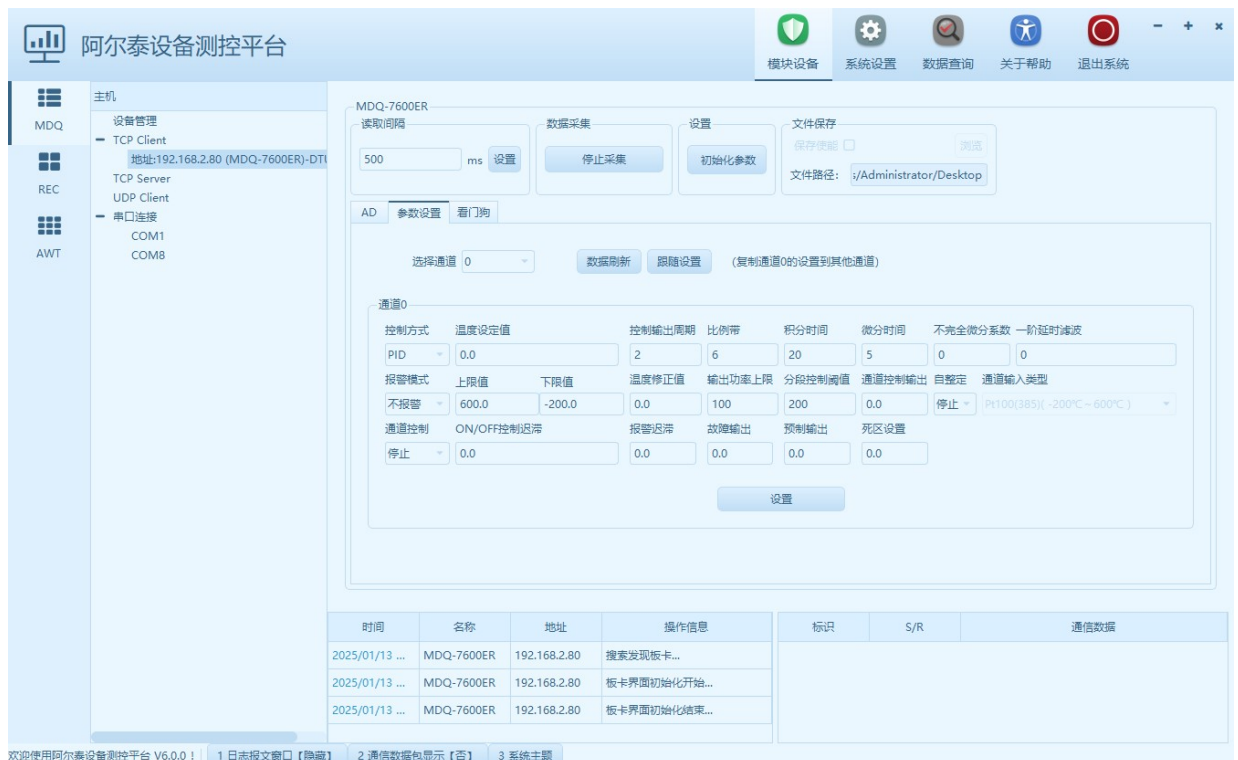 阿尔泰设备测控平台
模块设备 系统设置 数据查询 关于帮助 退出系统
MDQ
REC
AWT
主机
设备管理
TCP Client
地址:192.168.2.80 (MDQ-7600ER)-DTU
TCP Server
UDP Client
串口连接
COM1
COM8
MDQ-7600ER
读取间隔 数据采集 设置 文件保存
保存使能 浏览
500 ms 设置 停止采集 初始化参数
文件路径: s/Administrator/Desktop
AD 参数设置 看门狗
选择通道 0 数据刷新 跟随设置 (复制通道0的设置到其他通道)
通道0
控制方式 温度设定值 控制输出周期 比例带 积分时间 微分时间 不完全微分系数 一阶延时滤波
PID 0.0 2 6 20 5 0 0
报警模式 上限值 下限值 温度修正值 输出功率上限 分段控制阈值 通道控制输出 自整定 通道输入类型
不报警 600.0 -200.0 0.0 100 200 0.0 停止 Pt100(385)( -200℃~600℃ )
通道控制 ON/OFF控制迟滞 报警迟滞 故障输出 预制输出 死区设置
停止 0.0 0.0 0.0 0.0 0.0
设置
时间 名称 地址 操作信息 标识 S/R 通信数据
2025/01/13 ... MDQ-7600ER 192.168.2.80 搜索发现板卡...
2025/01/13 ... MDQ-7600ER 192.168.2.80 板卡界面初始化开始...
2025/01/13 ... MDQ-7600ER 192.168.2.80 板卡界面初始化结束...
欢迎使用阿尔泰设备测控平台 V6.0.0 ! 1 日志报文窗口【隐藏】 2 通信数据包显示【否】 3 系统主题